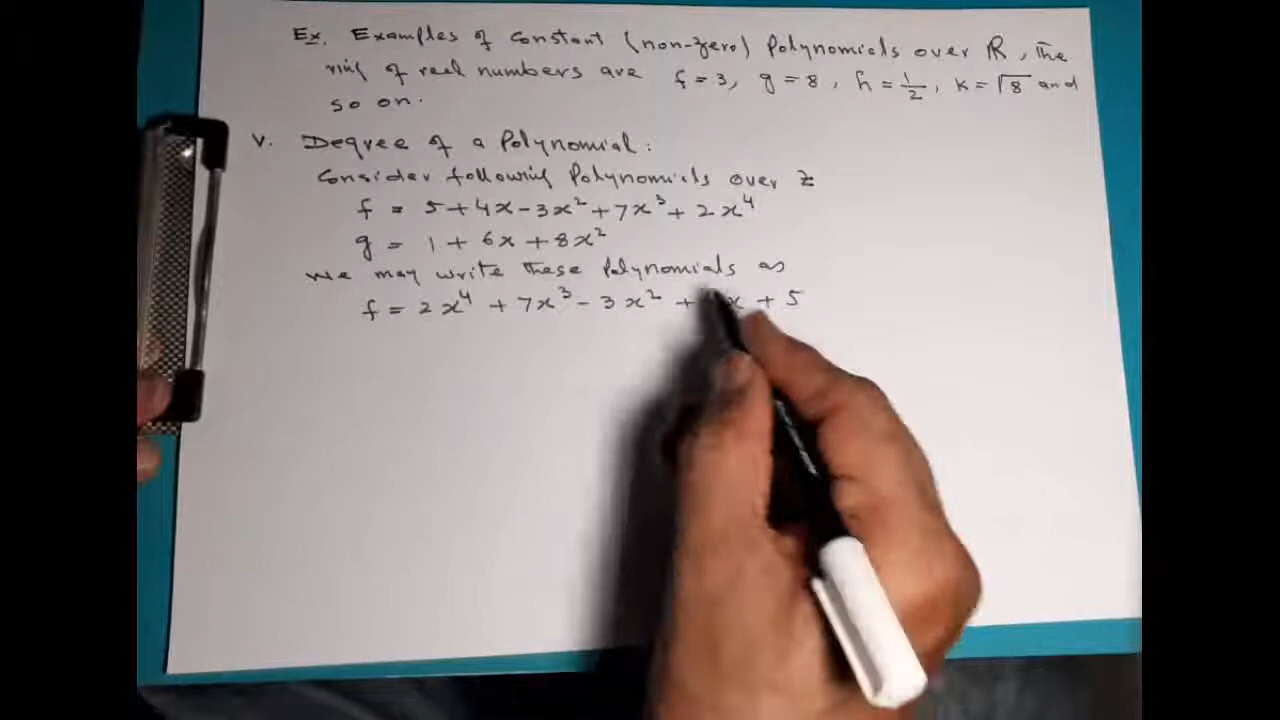 Ex. Examples of constant (non-zero) Polynomials over ℝ, the
ring of real numbers are f = 3, g = 8, h = 1/2, k = √8 and
so on.
V. Degree of a Polynomial:
Consider following Polynomials over Z
f = 5 + 4x - 3x² + 7x³ + 2x⁴
g = 1 + 6x + 8x²
We may write these Polynomials as
f = 2x⁴ + 7x³ - 3x² + x + 5